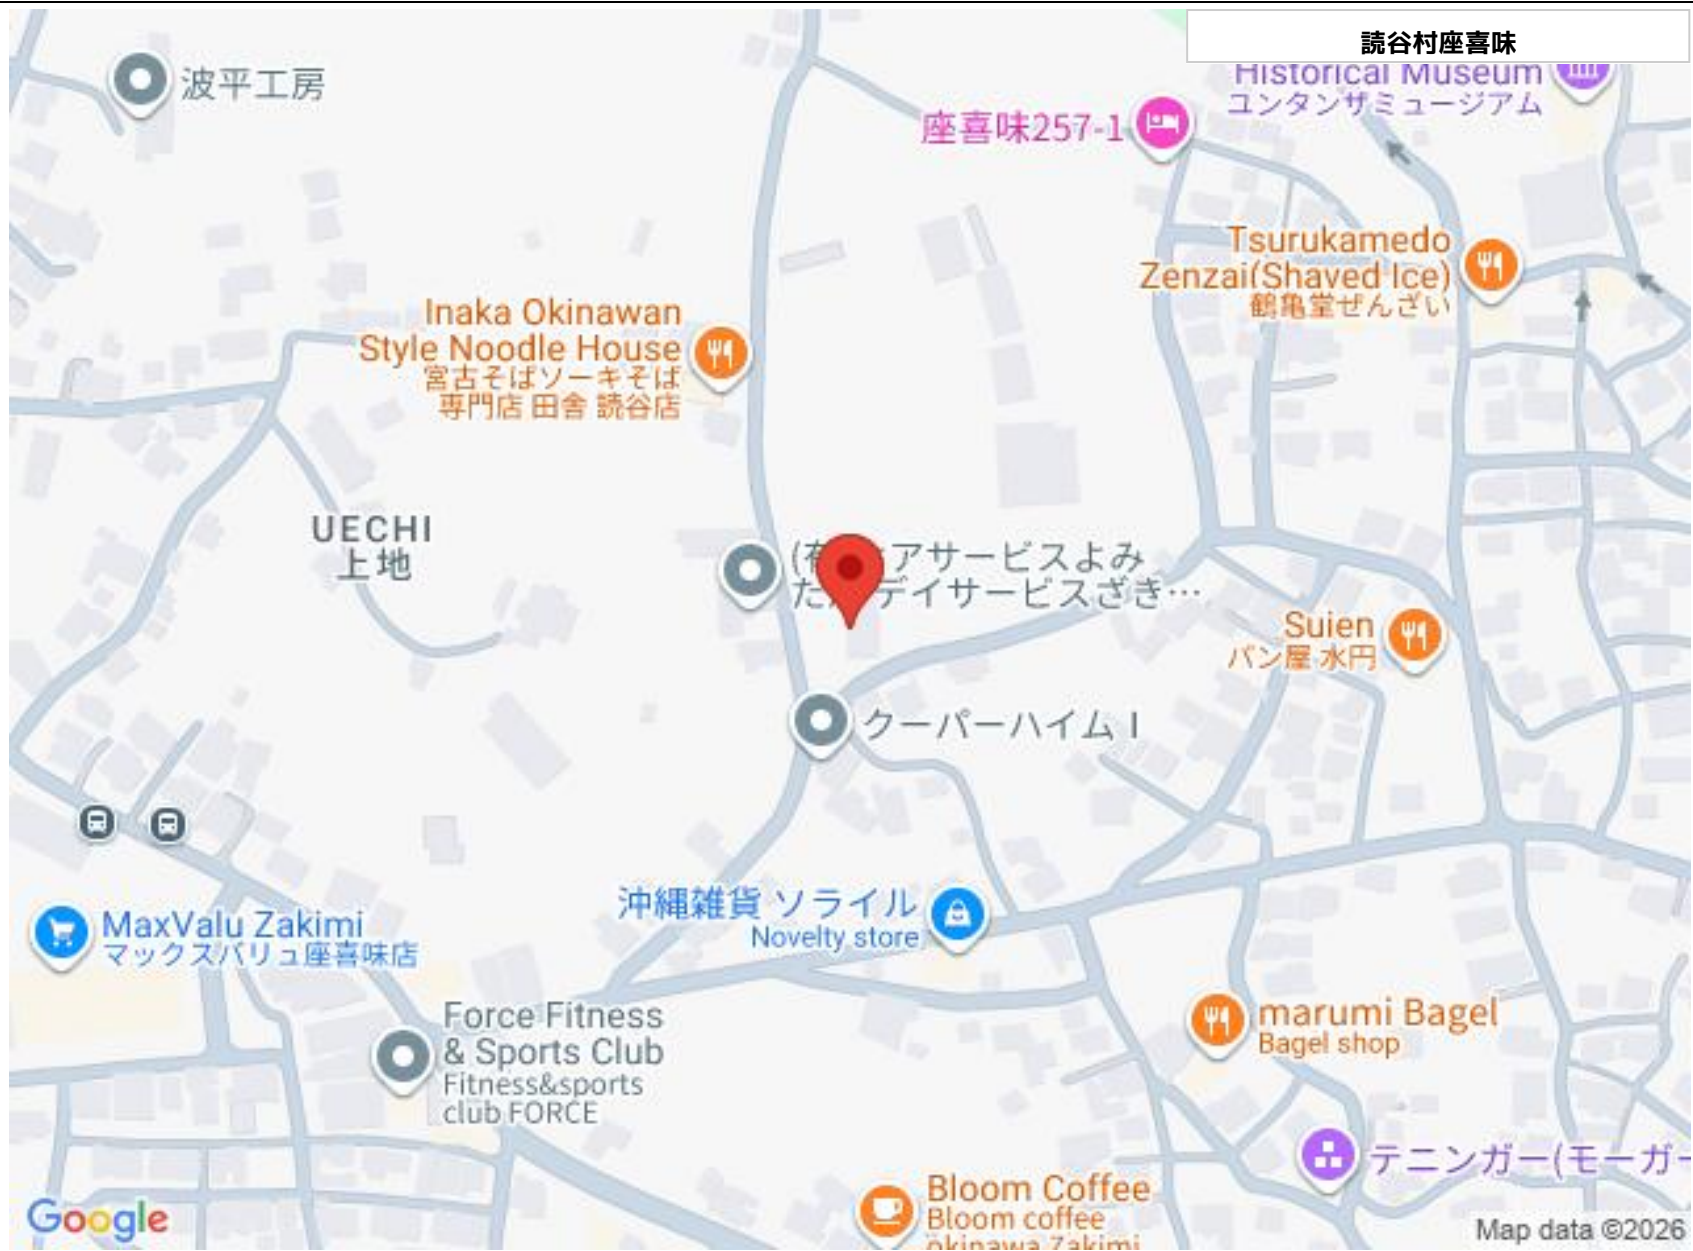 読谷村座喜味
波平工房
Historical Museum
ユンタンザミュージアム
座喜味257-1
Tsurukamedo
Zenzai(Shaved Ice)
鶴亀堂ぜんざい
Inaka Okinawan
Style Noodle House
宮古そばソーキそば
専門店 田舎 読谷店
UECHI
上地
アサービスよみ
デイサービスざき…
Suien
パン屋 水円
クーパーハイム I
沖縄雑貨 ソライル
Novelty store
MaxValu Zakimi
マックスバリュ座喜味店
Force Fitness
& Sports Club
Fitness&sports
club FORCE
marumi Bagel
Bagel shop
テニンガー(モーガー
Bloom Coffee
Bloom coffee
okinawa Zakimi
Google
Map data ©2026